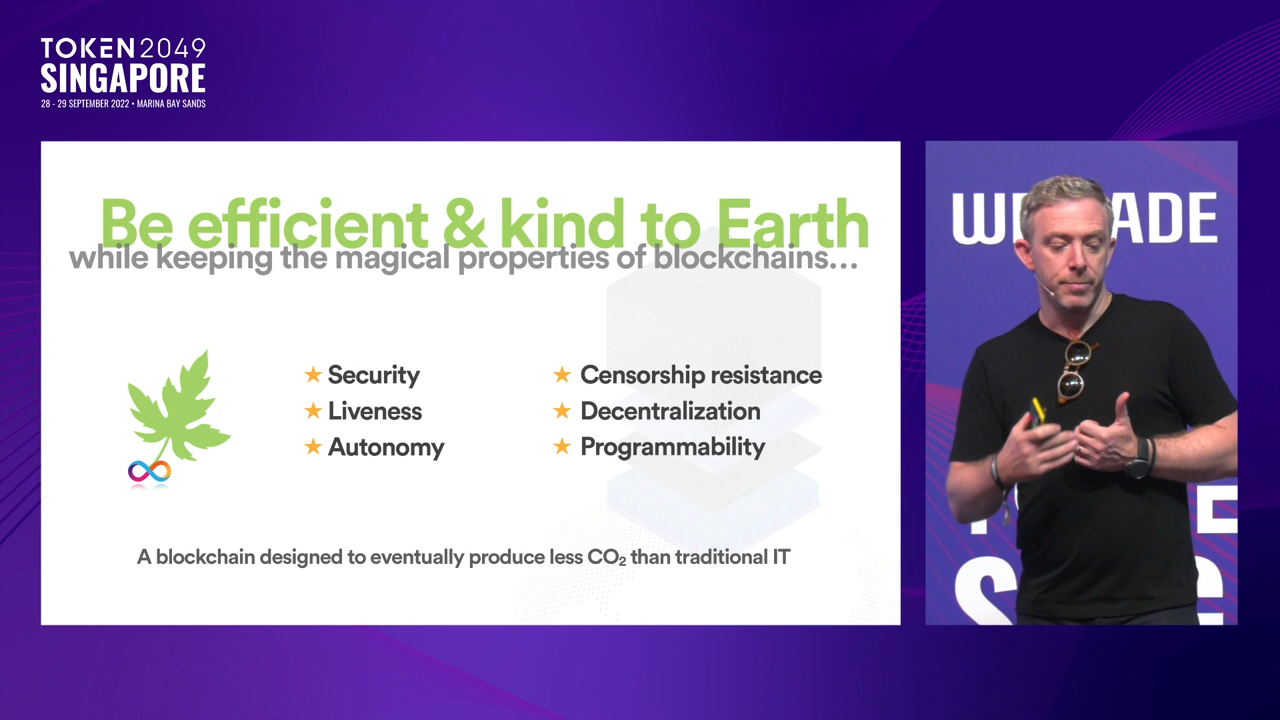 TOKEN2049
SINGAPORE
28 - 29 SEPTEMBER 2022 • MARINA BAY SANDS
Be efficient & kind to Earth
while keeping the magical properties of blockchains...
★ Security
★ Liveness
★ Autonomy
★ Censorship resistance
★ Decentralization
★ Programmability
A blockchain designed to eventually produce less CO₂ than traditional IT